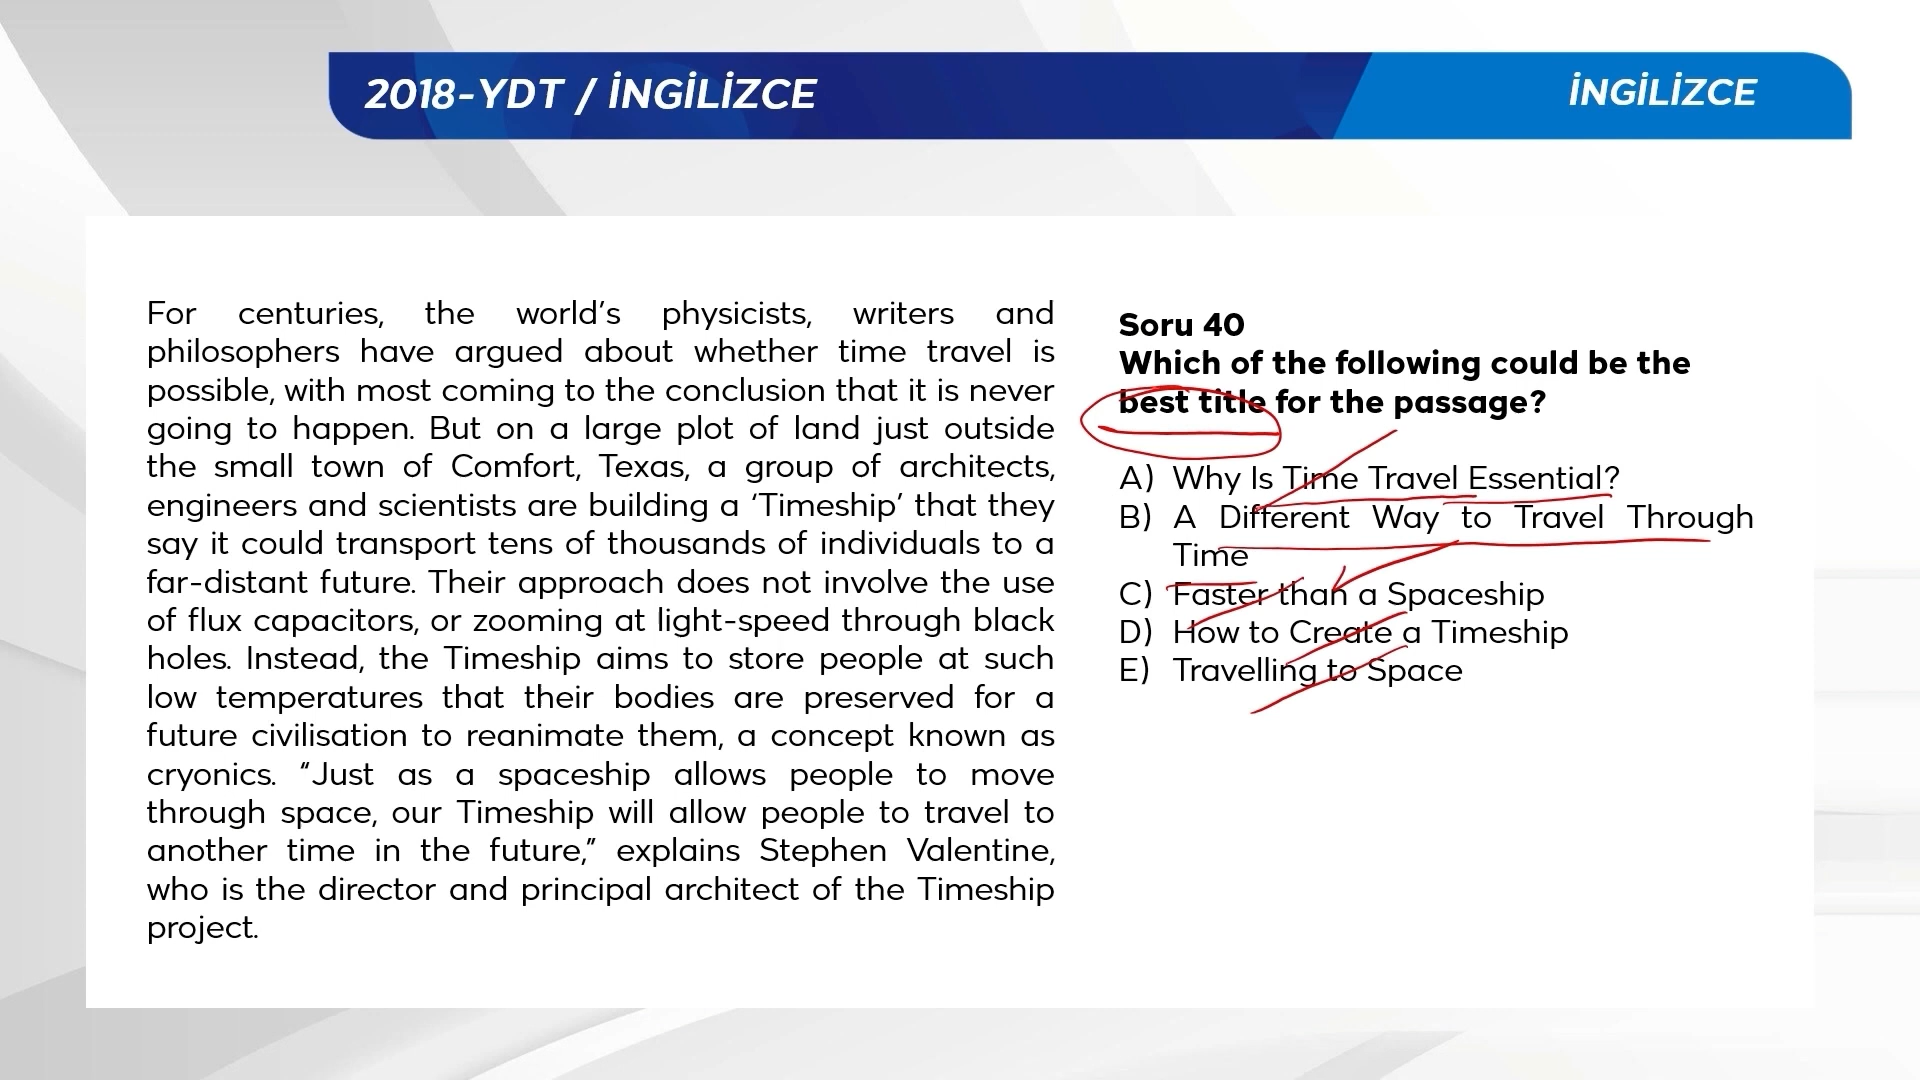 2018-YDT / İNGİLİZCE
İNGİLİZCE
For centuries, the world's physicists, writers and
philosophers have argued about whether time travel is
possible, with most coming to the conclusion that it is never
going to happen. But on a large plot of land just outside
the small town of Comfort, Texas, a group of architects,
engineers and scientists are building a ‘Timeship’ that they
say it could transport tens of thousands of individuals to a
far-distant future. Their approach does not involve the use
of flux capacitors, or zooming at light-speed through black
holes. Instead, the Timeship aims to store people at such
low temperatures that their bodies are preserved for a
future civilisation to reanimate them, a concept known as
cryonics. “Just as a spaceship allows people to move
through space, our Timeship will allow people to travel to
another time in the future,” explains Stephen Valentine,
who is the director and principal architect of the Timeship
project.
Soru 40
Which of the following could be the
best title for the passage?
A) Why Is Time Travel Essential?
B) A Different Way to Travel Through
Time
C) Faster than a Spaceship
D) How to Create a Timeship
E) Travelling to Space